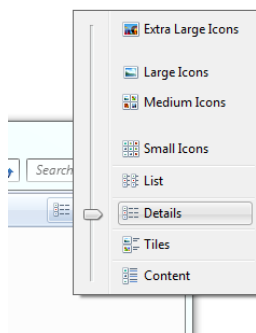 Extra Large Icons
Large Icons
Medium Icons
Small Icons
Search
List
Details
Tiles
Content